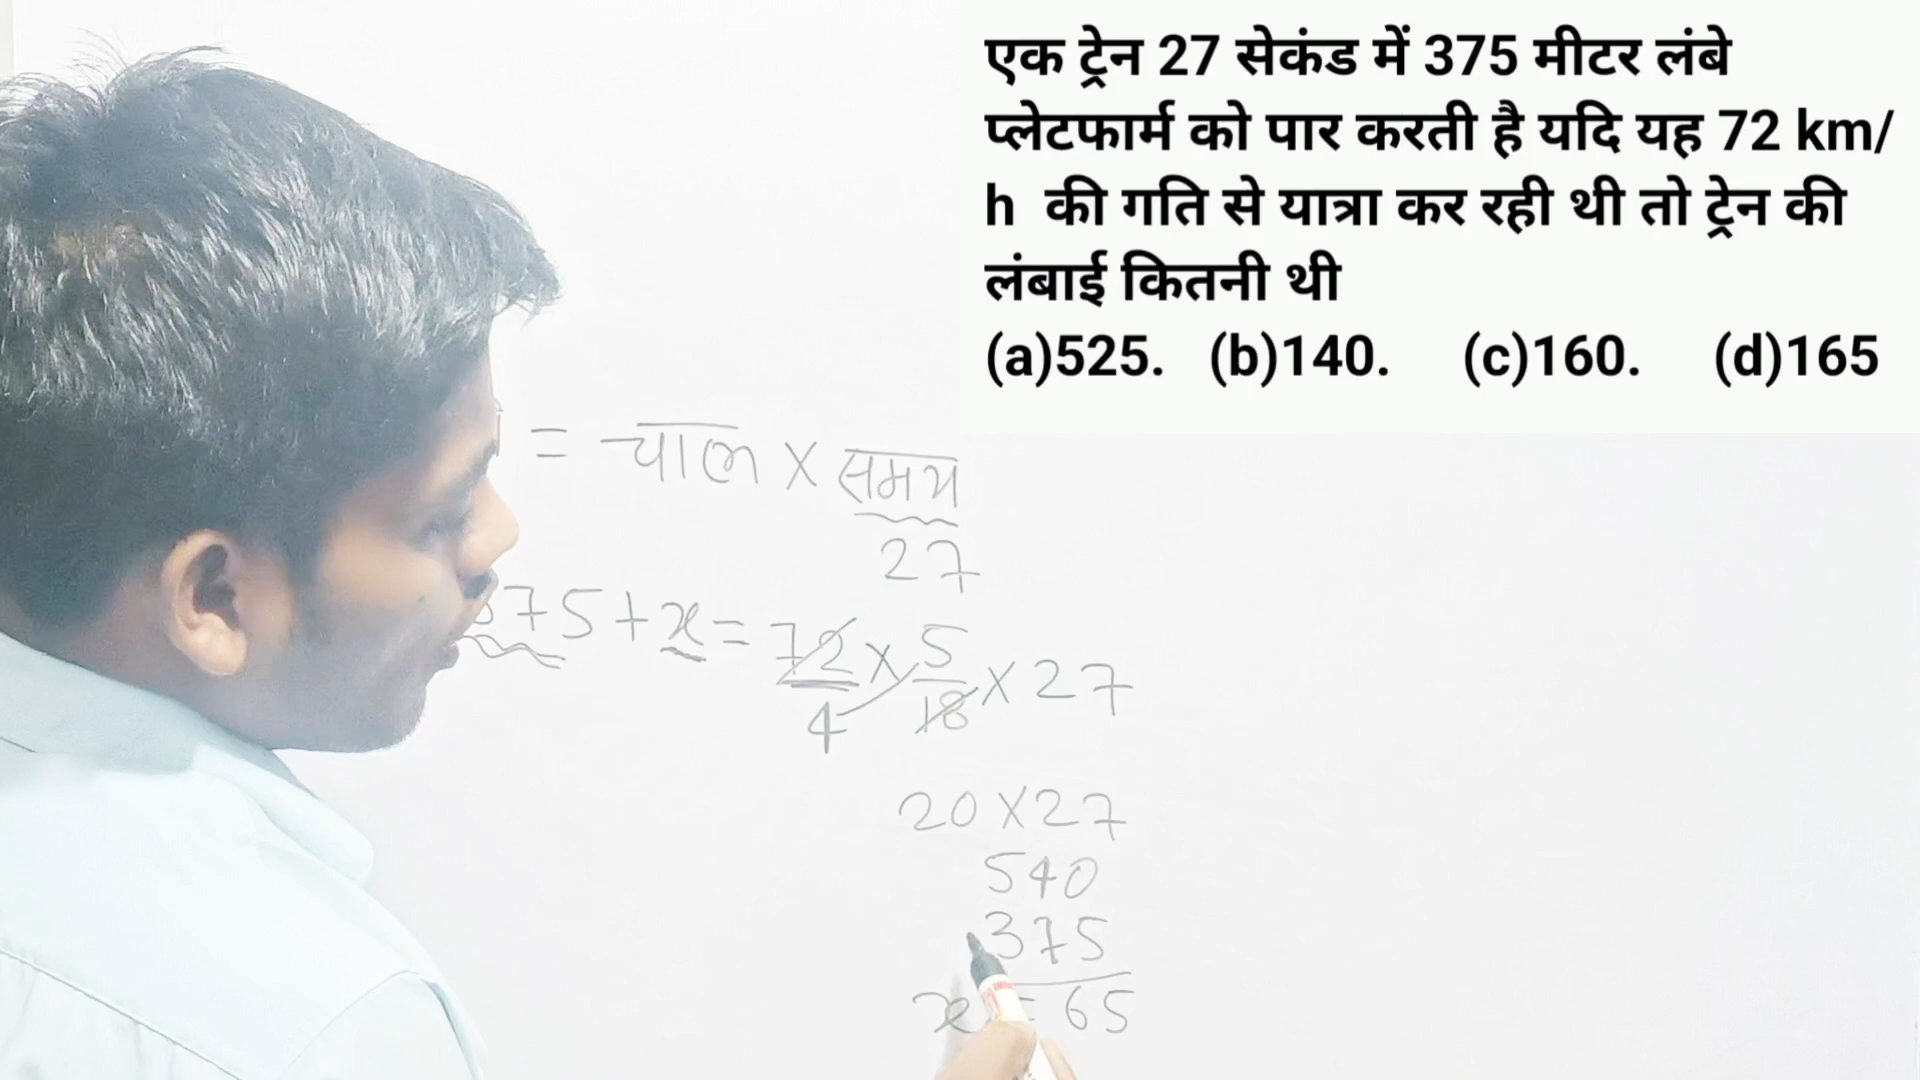 एक ट्रेन 27 सेकंड में 375 मीटर लंबे
प्लेटफार्म को पार करती है यदि यह 72 km/
h की गति से यात्रा कर रही थी तो ट्रेन की
लंबाई कितनी थी
(a)525. (b)140. (c)160. (d)165
= चाल X समय
27
375+x = 72 X 5/18 X 27
4
20 X 27
540
375
x = 65